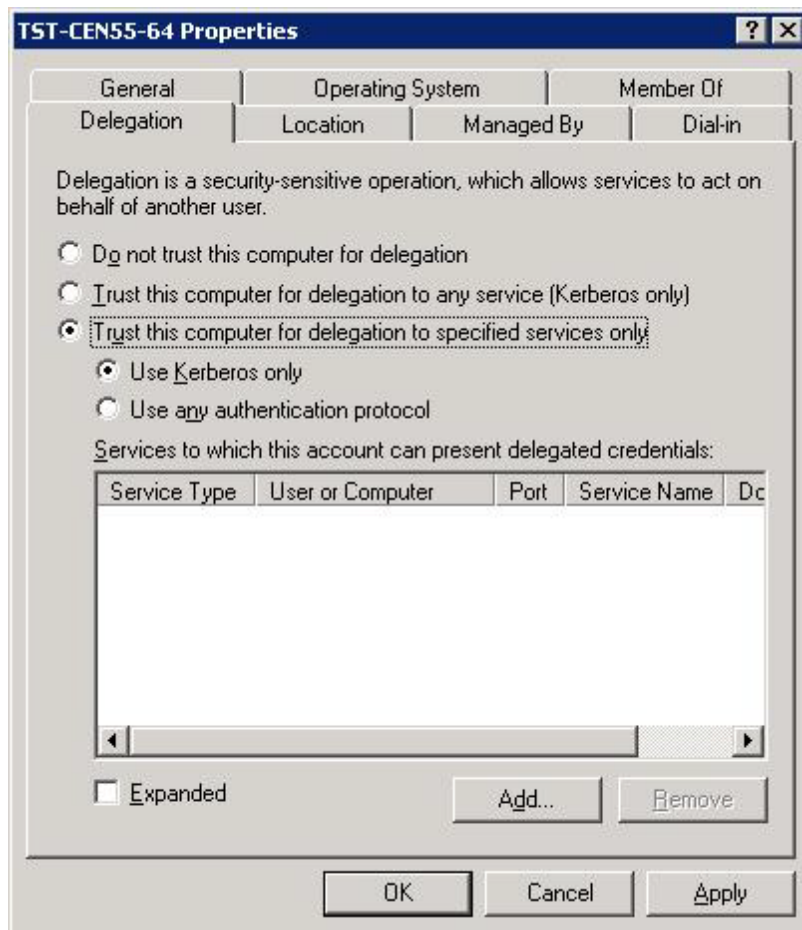 TST-CEN55-64 Properties
General Operating System Member Of
Delegation Location Managed By Dial-in
Delegation is a security-sensitive operation, which allows services to act on
behalf of another user.
Do not trust this computer for delegation
Trust this computer for delegation to any service (Kerberos only)
Trust this computer for delegation to specified services only
Use Kerberos only
Use any authentication protocol
Services to which this account can present delegated credentials:
Service Type User or Computer Port Service Name Dc
Expanded Add... Remove
OK Cancel Apply